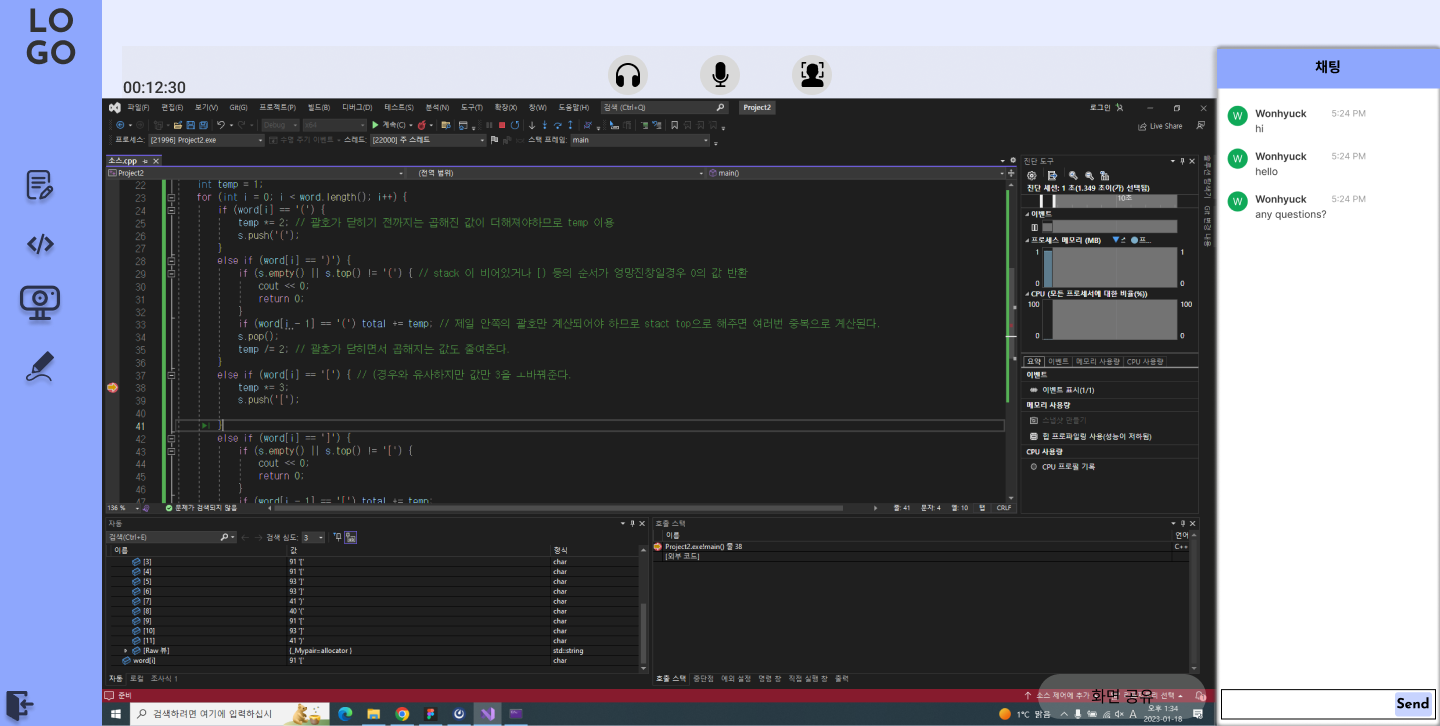 LO
GO
00:12:30
채팅
W Wonhyuck 5:24 PM
hi
W Wonhyuck 5:24 PM
hello
W Wonhyuck 5:24 PM
any questions?
Send
파일(F) 편집(E) 보기(V) Git(G) 프로젝트(P) 빌드(B) 디버그(D) 테스트(S) 분석(N) 도구(T) 확장(X) 창(W) 도움말(H) 검색 (Ctrl+Q) Project2 로그인
Debug x64 계속(C) Live Share
프로세스: [21996] Project2.exe 수명 주기 이벤트 스레드: [22000] 주 스레드 스택 프레임: main
소스.cpp
Project2 (전역 범위) main()
22 int temp = 1;
23 for (int i = 0; i < word.length(); i++) {
24 if (word[i] == '(') {
25 temp *= 2; // 괄호가 닫히기 전까지는 곱해진 값이 더해져야하므로 temp 이용
26 s.push('(');
27 }
28 else if (word[i] == ')') {
29 if (s.empty() || s.top() != '(') { // stack 이 비어있거나 [) 등의 순서가 엉망진창일경우 0의 값 반환
30 cout << 0;
31 return 0;
32 }
33 if (word[i - 1] == '(') total += temp; // 제일 안쪽의 괄호만 계산되어야 하므로 stact top으로 해주면 여러번 중복으로 계산된다.
34 s.pop();
35 temp /= 2; // 괄호가 닫히면서 곱해지는 값도 줄여준다.
36 }
37 else if (word[i] == '[') { // (경우와 유사하지만 값만 3을 ㅗ바꿔준다.
38 temp *= 3;
39 s.push('[');
40
41 }
42 else if (word[i] == ']') {
43 if (s.empty() || s.top() != '[') {
44 cout << 0;
45 return 0;
46 }
47 if (word[i - 1] == '[') total += temp;
136 % 문제가 검색되지 않음 줄: 41 문자: 4 열: 10 탭 CRLF
진단 도구
진단 세션: 1 초(1.349 초이(가) 선택됨)
10초
이벤트
프로세스 메모리 (MB) 프...
1 1
0 0
CPU (모든 프로세서에 대한 비율(%))
100 100
0 0
요약 이벤트 메모리 사용량 CPU 사용량
이벤트
이벤트 표시(1/1)
메모리 사용량
스냅샷 만들기
힙 프로파일링 사용(성능이 저하됨)
CPU 사용량
CPU 프로필 기록
솔루션 탐색기
Git 변경 내용
자동
검색(Ctrl+E) 검색 심도: 3
이름 값 형식
[3] 91 '[' char
[4] 91 '[' char
[5] 93 ']' char
[6] 93 ']' char
[7] 41 ')' char
[8] 40 '(' char
[9] 91 '[' char
[10] 93 ']' char
[11] 41 ')' char
[Raw 뷰] {_Mypair=allocator } std::string
word[i] 91 '[' char
자동 로컬 조사식 1
호출 스택
이름 언어
Project2.exe!main() 줄 38 C++
[외부 코드]
호출 스택 중단점 예외 설정 명령 창 직접 실행 창 출력
준비 소스 제어에 추가 선택
화면 공유
검색하려면 여기에 입력하십시
1°C 맑음 A 오후 1:34
2023-01-18